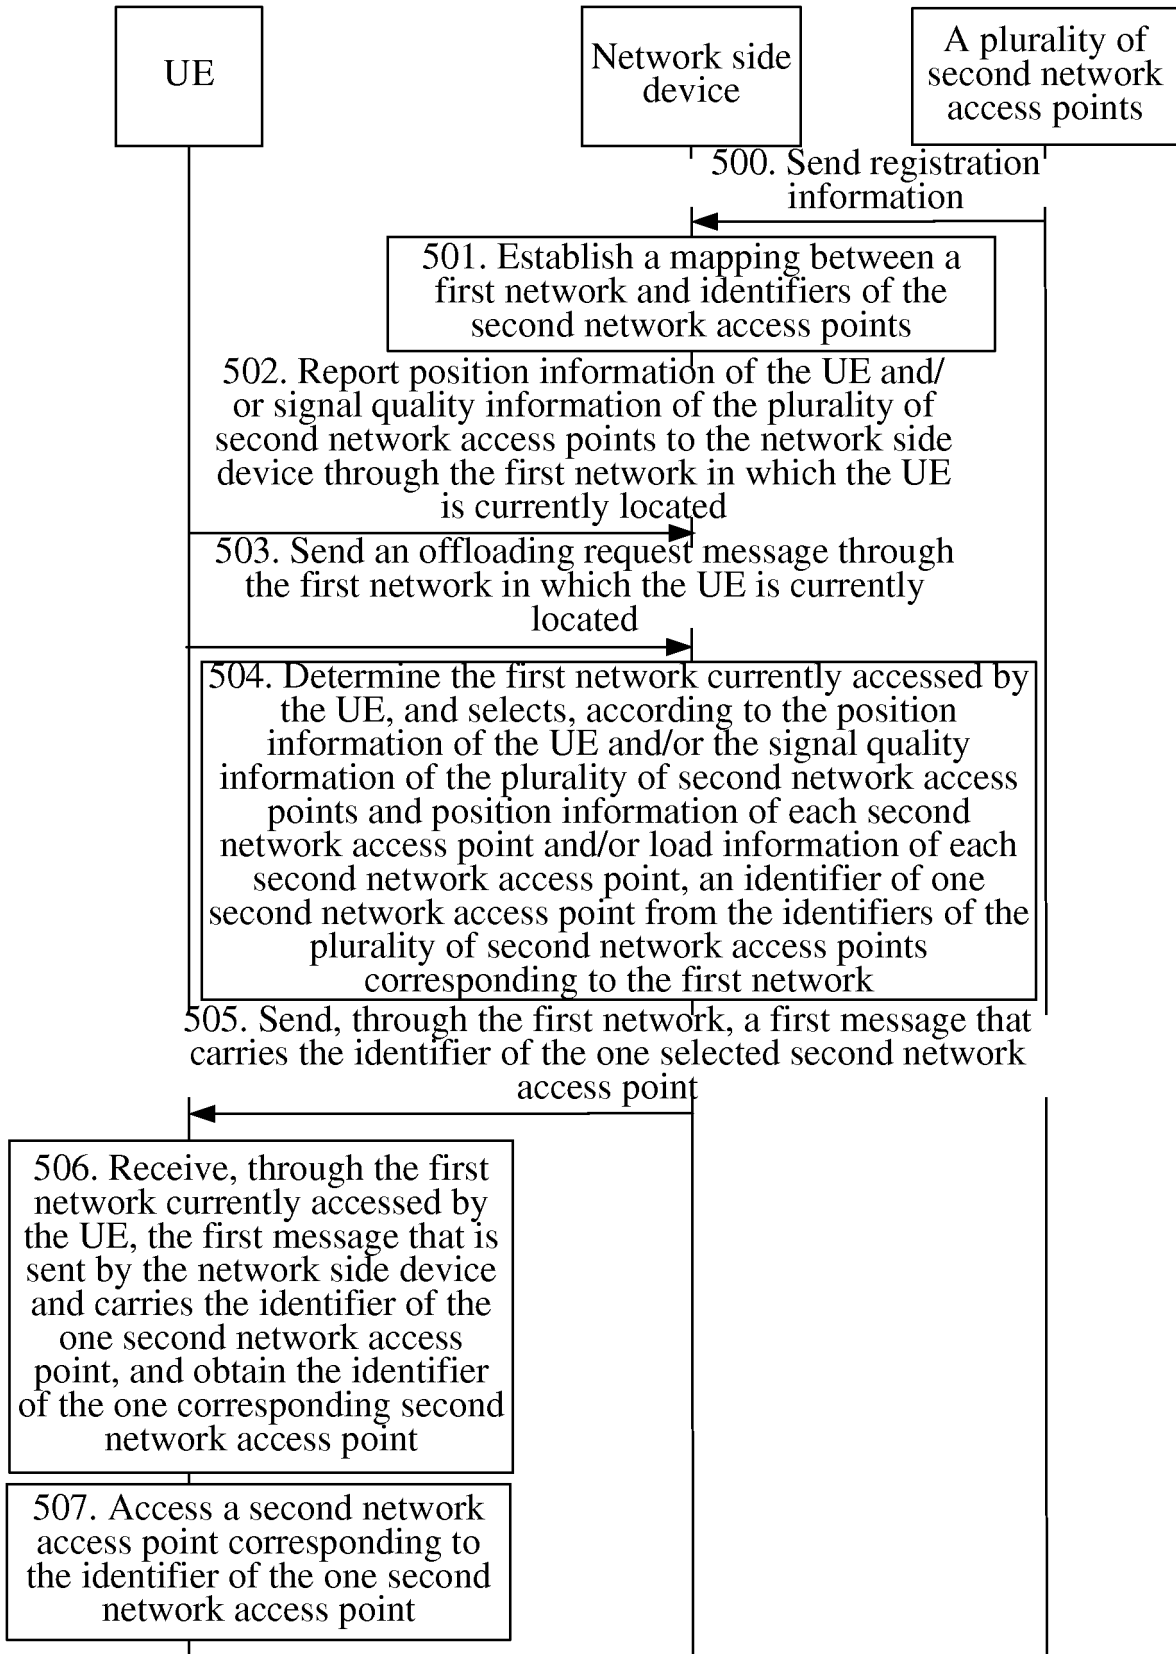 UE
Network side
device
A plurality of
second network
access points
500. Send registration
information
501. Establish a mapping between a
first network and identifiers of the
second network access points
502. Report position information of the UE and/
or signal quality information of the plurality of
second network access points to the network side
device through the first network in which the UE
is currently located
503. Send an offloading request message through
the first network in which the UE is currently
located
504. Determine the first network currently accessed by
the UE, and selects, according to the position
information of the UE and/or the signal quality
information of the plurality of second network access
points and position information of each second
network access point and/or load information of each
second network access point, an identifier of one
second network access point from the identifiers of the
plurality of second network access points
corresponding to the first network
505. Send, through the first network, a first message that
carries the identifier of the one selected second network
access point
506. Receive, through the first
network currently accessed by
the UE, the first message that is
sent by the network side device
and carries the identifier of the
one second network access
point, and obtain the identifier
of the one corresponding second
network access point
507. Access a second network
access point corresponding to
the identifier of the one second
network access point